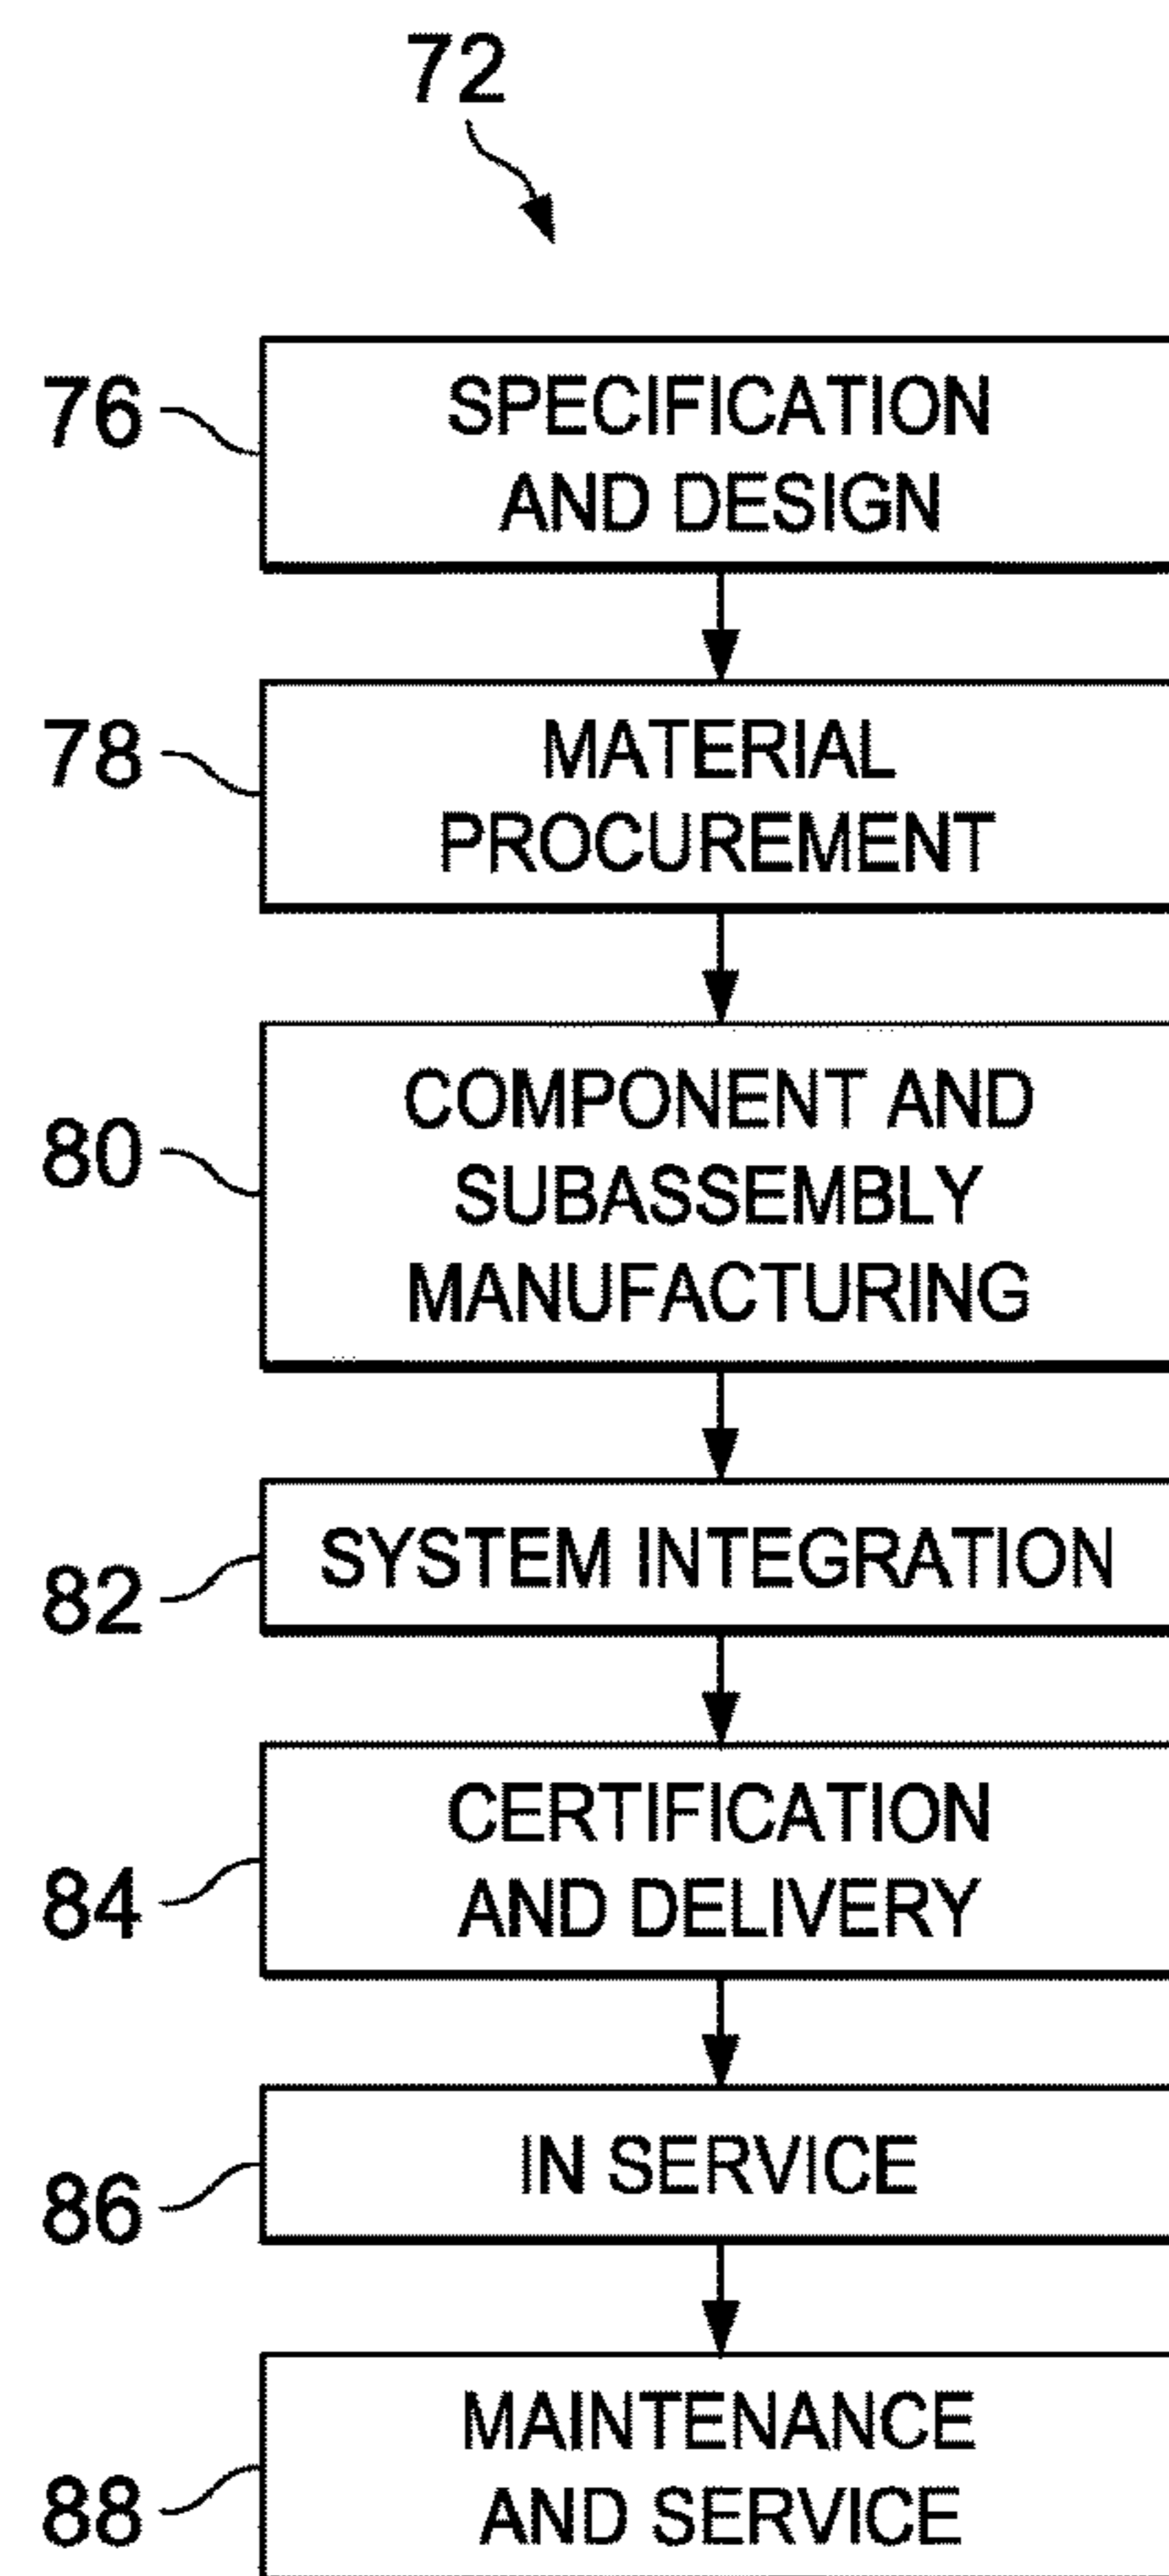 72
76
SPECIFICATION
AND DESIGN
78
MATERIAL
PROCUREMENT
80
COMPONENT AND
SUBASSEMBLY
MANUFACTURING
82
SYSTEM INTEGRATION
84
CERTIFICATION
AND DELIVERY
86
IN SERVICE
88
MAINTENANCE
AND SERVICE